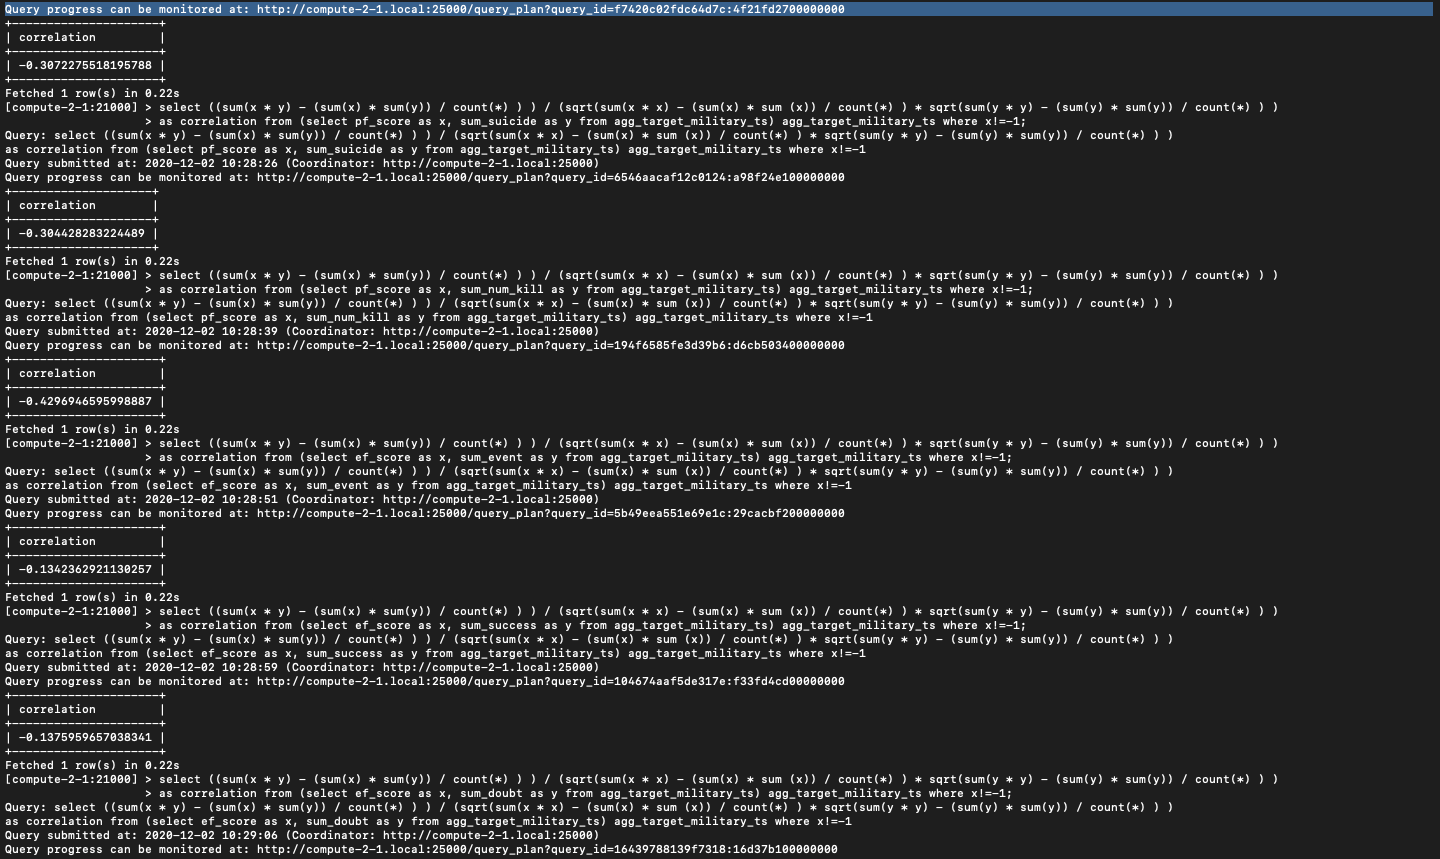 Query progress can be monitored at: http://compute-2-1.local:25000/query_plan?query_id=f7420c02fdc64d7c:4f21fd2700000000
+---------------------+
| correlation         |
+---------------------+
| -0.3072275518195788 |
+---------------------+
Fetched 1 row(s) in 0.22s
[compute-2-1:21000] > select ((sum(x * y) - (sum(x) * sum(y)) / count(*) ) ) / (sqrt(sum(x * x) - (sum(x) * sum (x)) / count(*) ) * sqrt(sum(y * y) - (sum(y) * sum(y)) / count(*) ) )
                    > as correlation from (select pf_score as x, sum_suicide as y from agg_target_military_ts) agg_target_military_ts where x!=-1;
Query: select ((sum(x * y) - (sum(x) * sum(y)) / count(*) ) ) / (sqrt(sum(x * x) - (sum(x) * sum (x)) / count(*) ) * sqrt(sum(y * y) - (sum(y) * sum(y)) / count(*) ) )
as correlation from (select pf_score as x, sum_suicide as y from agg_target_military_ts) agg_target_military_ts where x!=-1
Query submitted at: 2020-12-02 10:28:26 (Coordinator: http://compute-2-1.local:25000)
Query progress can be monitored at: http://compute-2-1.local:25000/query_plan?query_id=6546aacaf12c0124:a98f24e100000000
+--------------------+
| correlation        |
+--------------------+
| -0.304428283224489 |
+--------------------+
Fetched 1 row(s) in 0.22s
[compute-2-1:21000] > select ((sum(x * y) - (sum(x) * sum(y)) / count(*) ) ) / (sqrt(sum(x * x) - (sum(x) * sum (x)) / count(*) ) * sqrt(sum(y * y) - (sum(y) * sum(y)) / count(*) ) )
                    > as correlation from (select pf_score as x, sum_num_kill as y from agg_target_military_ts) agg_target_military_ts where x!=-1;
Query: select ((sum(x * y) - (sum(x) * sum(y)) / count(*) ) ) / (sqrt(sum(x * x) - (sum(x) * sum (x)) / count(*) ) * sqrt(sum(y * y) - (sum(y) * sum(y)) / count(*) ) )
as correlation from (select pf_score as x, sum_num_kill as y from agg_target_military_ts) agg_target_military_ts where x!=-1
Query submitted at: 2020-12-02 10:28:39 (Coordinator: http://compute-2-1.local:25000)
Query progress can be monitored at: http://compute-2-1.local:25000/query_plan?query_id=194f6585fe3d39b6:d6cb503400000000
+---------------------+
| correlation         |
+---------------------+
| -0.4296946595998887 |
+---------------------+
Fetched 1 row(s) in 0.22s
[compute-2-1:21000] > select ((sum(x * y) - (sum(x) * sum(y)) / count(*) ) ) / (sqrt(sum(x * x) - (sum(x) * sum (x)) / count(*) ) * sqrt(sum(y * y) - (sum(y) * sum(y)) / count(*) ) )
                    > as correlation from (select ef_score as x, sum_event as y from agg_target_military_ts) agg_target_military_ts where x!=-1;
Query: select ((sum(x * y) - (sum(x) * sum(y)) / count(*) ) ) / (sqrt(sum(x * x) - (sum(x) * sum (x)) / count(*) ) * sqrt(sum(y * y) - (sum(y) * sum(y)) / count(*) ) )
as correlation from (select ef_score as x, sum_event as y from agg_target_military_ts) agg_target_military_ts where x!=-1
Query submitted at: 2020-12-02 10:28:51 (Coordinator: http://compute-2-1.local:25000)
Query progress can be monitored at: http://compute-2-1.local:25000/query_plan?query_id=5b49eea551e69e1c:29cacbf200000000
+---------------------+
| correlation         |
+---------------------+
| -0.1342362921130257 |
+---------------------+
Fetched 1 row(s) in 0.22s
[compute-2-1:21000] > select ((sum(x * y) - (sum(x) * sum(y)) / count(*) ) ) / (sqrt(sum(x * x) - (sum(x) * sum (x)) / count(*) ) * sqrt(sum(y * y) - (sum(y) * sum(y)) / count(*) ) )
                    > as correlation from (select ef_score as x, sum_success as y from agg_target_military_ts) agg_target_military_ts where x!=-1;
Query: select ((sum(x * y) - (sum(x) * sum(y)) / count(*) ) ) / (sqrt(sum(x * x) - (sum(x) * sum (x)) / count(*) ) * sqrt(sum(y * y) - (sum(y) * sum(y)) / count(*) ) )
as correlation from (select ef_score as x, sum_success as y from agg_target_military_ts) agg_target_military_ts where x!=-1
Query submitted at: 2020-12-02 10:28:59 (Coordinator: http://compute-2-1.local:25000)
Query progress can be monitored at: http://compute-2-1.local:25000/query_plan?query_id=104674aaf5de317e:f33fd4cd00000000
+---------------------+
| correlation         |
+---------------------+
| -0.1375959657038341 |
+---------------------+
Fetched 1 row(s) in 0.22s
[compute-2-1:21000] > select ((sum(x * y) - (sum(x) * sum(y)) / count(*) ) ) / (sqrt(sum(x * x) - (sum(x) * sum (x)) / count(*) ) * sqrt(sum(y * y) - (sum(y) * sum(y)) / count(*) ) )
                    > as correlation from (select ef_score as x, sum_doubt as y from agg_target_military_ts) agg_target_military_ts where x!=-1;
Query: select ((sum(x * y) - (sum(x) * sum(y)) / count(*) ) ) / (sqrt(sum(x * x) - (sum(x) * sum (x)) / count(*) ) * sqrt(sum(y * y) - (sum(y) * sum(y)) / count(*) ) )
as correlation from (select ef_score as x, sum_doubt as y from agg_target_military_ts) agg_target_military_ts where x!=-1
Query submitted at: 2020-12-02 10:29:06 (Coordinator: http://compute-2-1.local:25000)
Query progress can be monitored at: http://compute-2-1.local:25000/query_plan?query_id=16439788139f7318:16d37b100000000